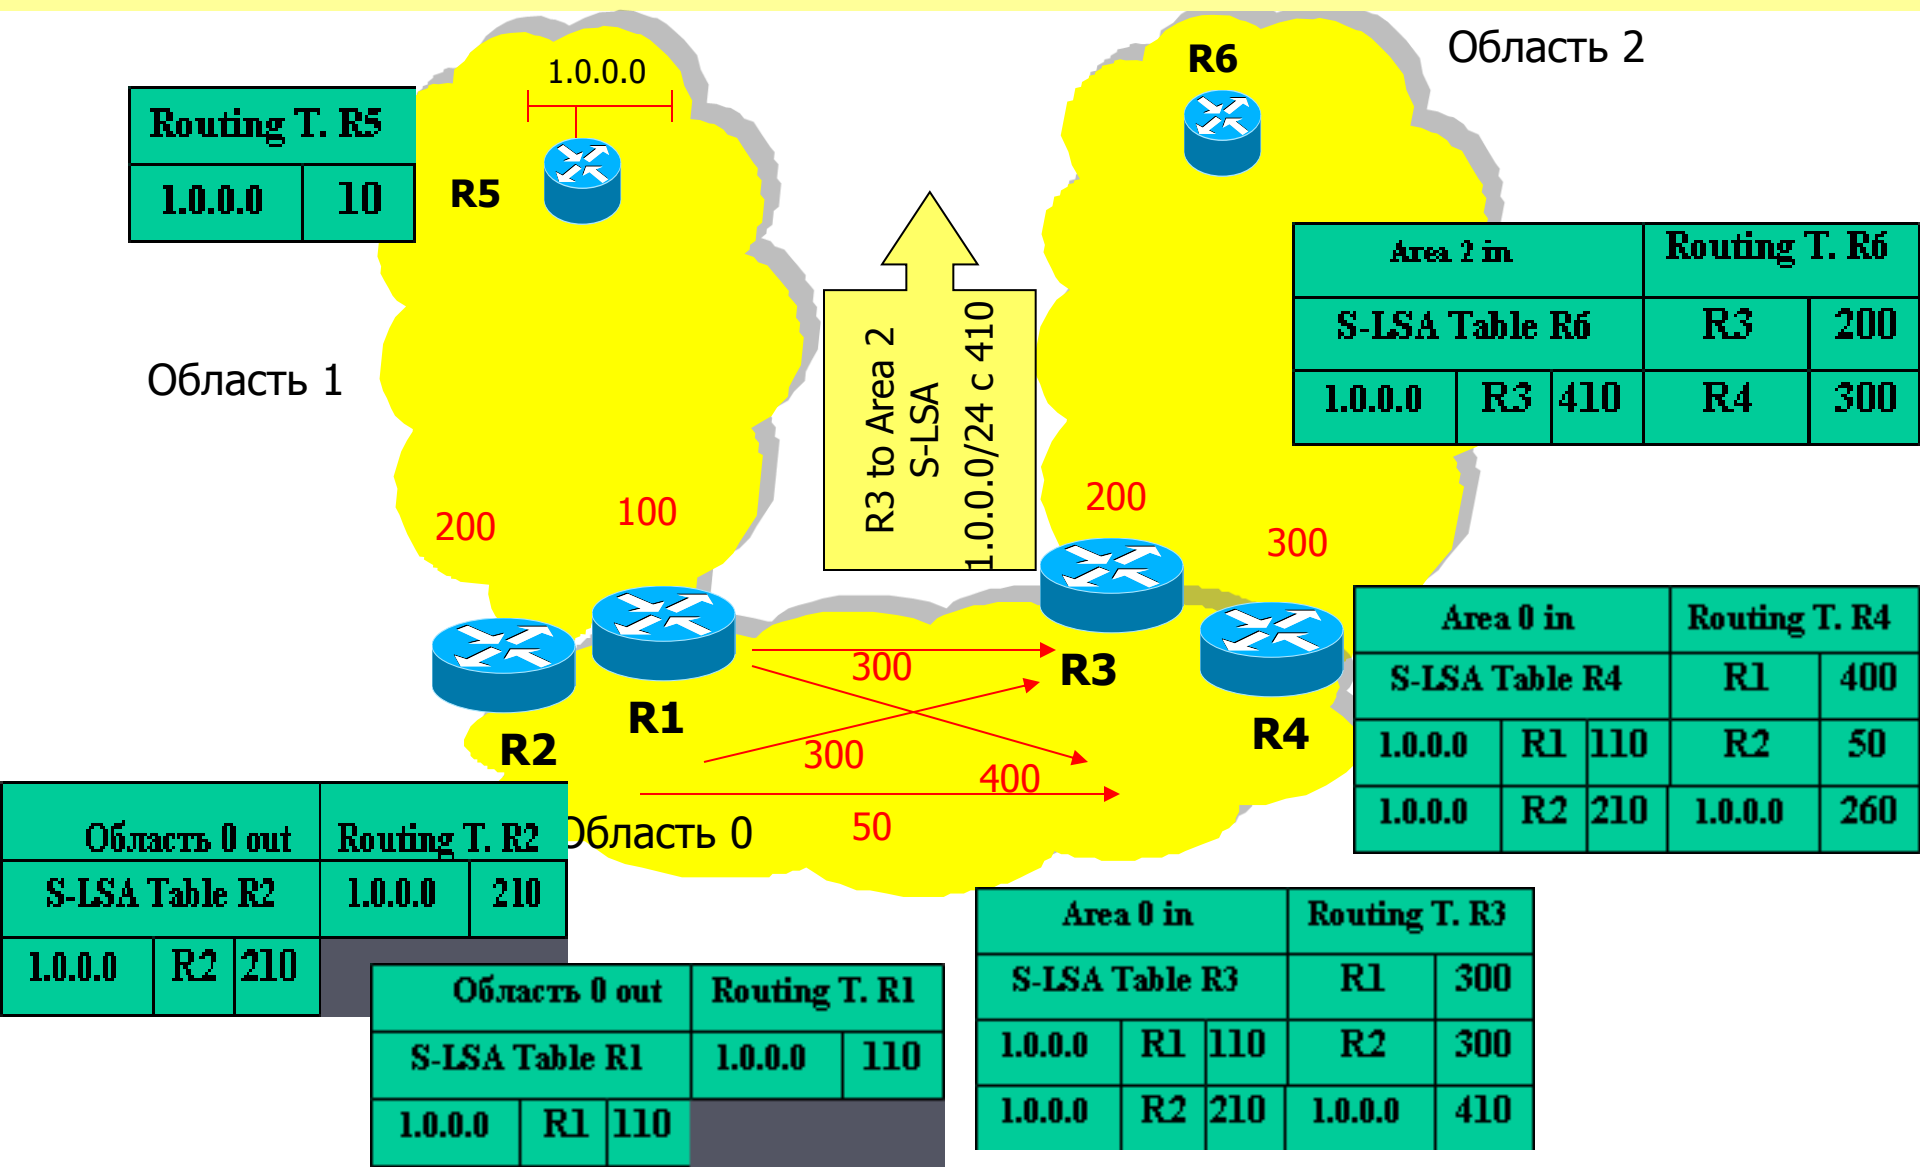 Область 2
R6
1.0.0.0
Routing T. R5
1.0.0.0 10
R5
Area 2 in Routing T. R6
S-LSA Table R6 R3 200
1.0.0.0 R3 410 R4 300
R3 to Area 2
S-LSA
1.0.0.0/24 с 410
Область 1
200
100
200
300
Area 0 in Routing T. R4
S-LSA Table R4 R1 400
1.0.0.0 R1 110 R2 50
1.0.0.0 R2 210 1.0.0.0 260
300
R3
R1
R2
R4
300
400
50
Область 0
Область 0 out Routing T. R2
S-LSA Table R2 1.0.0.0 210
1.0.0.0 R2 210
Область 0 out Routing T. R1
S-LSA Table R1 1.0.0.0 110
1.0.0.0 R1 110
Area 0 in Routing T. R3
S-LSA Table R3 R1 300
1.0.0.0 R1 110 R2 300
1.0.0.0 R2 210 1.0.0.0 410